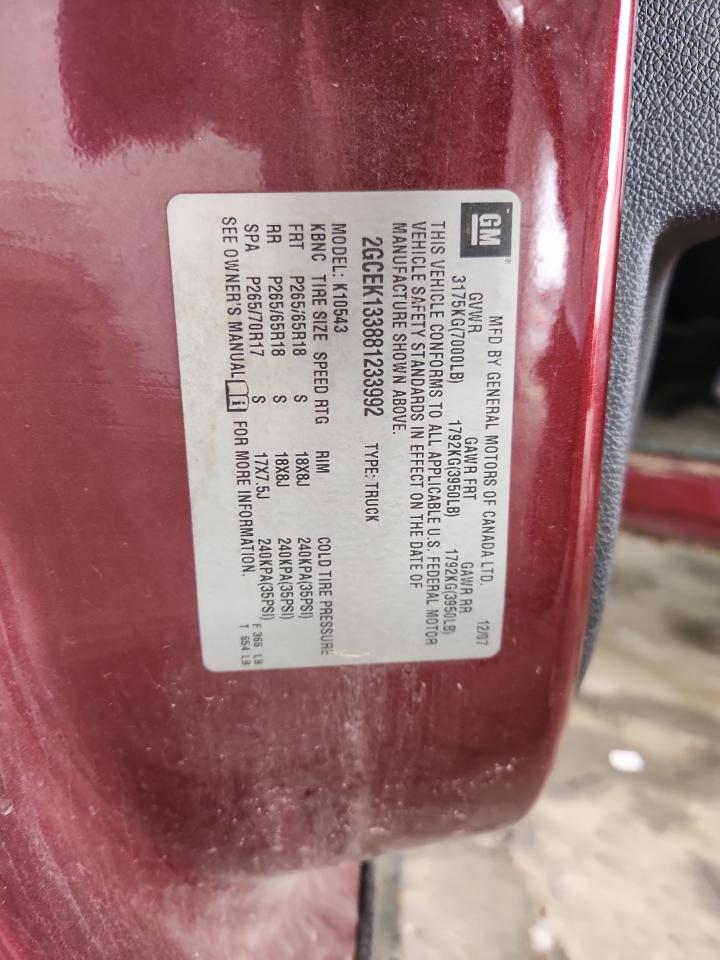 GM
MFD BY GENERAL MOTORS OF CANADA LTD. 12/07
GVWR GAWR FRT GAWR RR
3175KG(7000LB) 1792KG(3950LB) 1792KG(3950LB)
THIS VEHICLE CONFORMS TO ALL APPLICABLE U.S. FEDERAL MOTOR
VEHICLE SAFETY STANDARDS IN EFFECT ON THE DATE OF
MANUFACTURE SHOWN ABOVE.
2GCEK133881233992 TYPE: TRUCK
MODEL: K10543
KBNC TIRE SIZE SPEED RTG RIM COLD TIRE PRESSURE
FRT P265/65R18 S 18X8J 240KPA(35PSI)
RR P265/65R18 S 18X8J 240KPA(35PSI)
SPA P265/70R17 S 17X7.5J 240KPA(35PSI)
SEE OWNER'S MANUAL i FOR MORE INFORMATION.
F 366 LB
T 654 LB